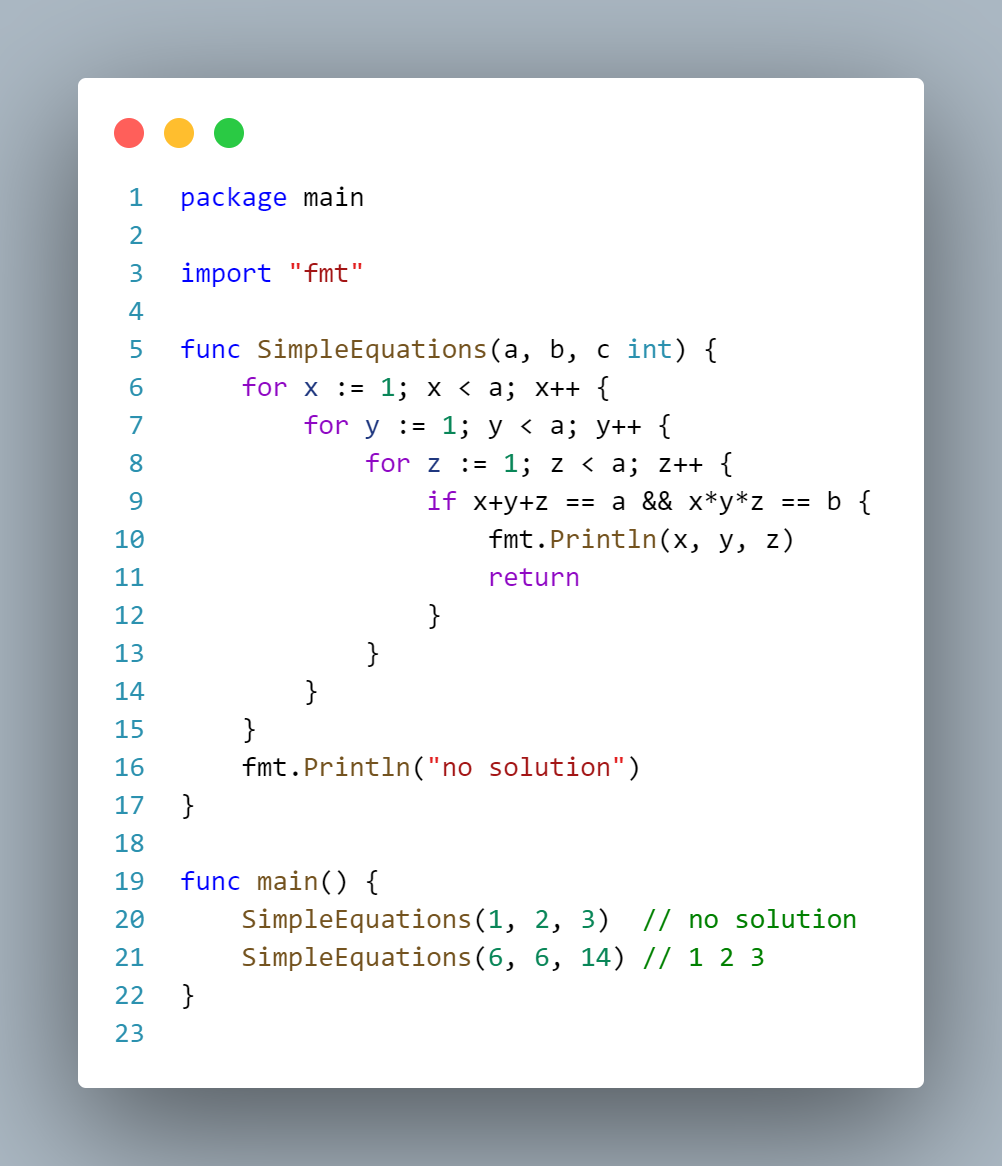 1 package main
2
3 import "fmt"
4
5 func SimpleEquations(a, b, c int) {
6     for x := 1; x < a; x++ {
7         for y := 1; y < a; y++ {
8             for z := 1; z < a; z++ {
9                 if x+y+z == a && x*y*z == b {
10                     fmt.Println(x, y, z)
11                     return
12                 }
13             }
14         }
15     }
16     fmt.Println("no solution")
17 }
18
19 func main() {
20     SimpleEquations(1, 2, 3)  // no solution
21     SimpleEquations(6, 6, 14) // 1 2 3
22 }
23